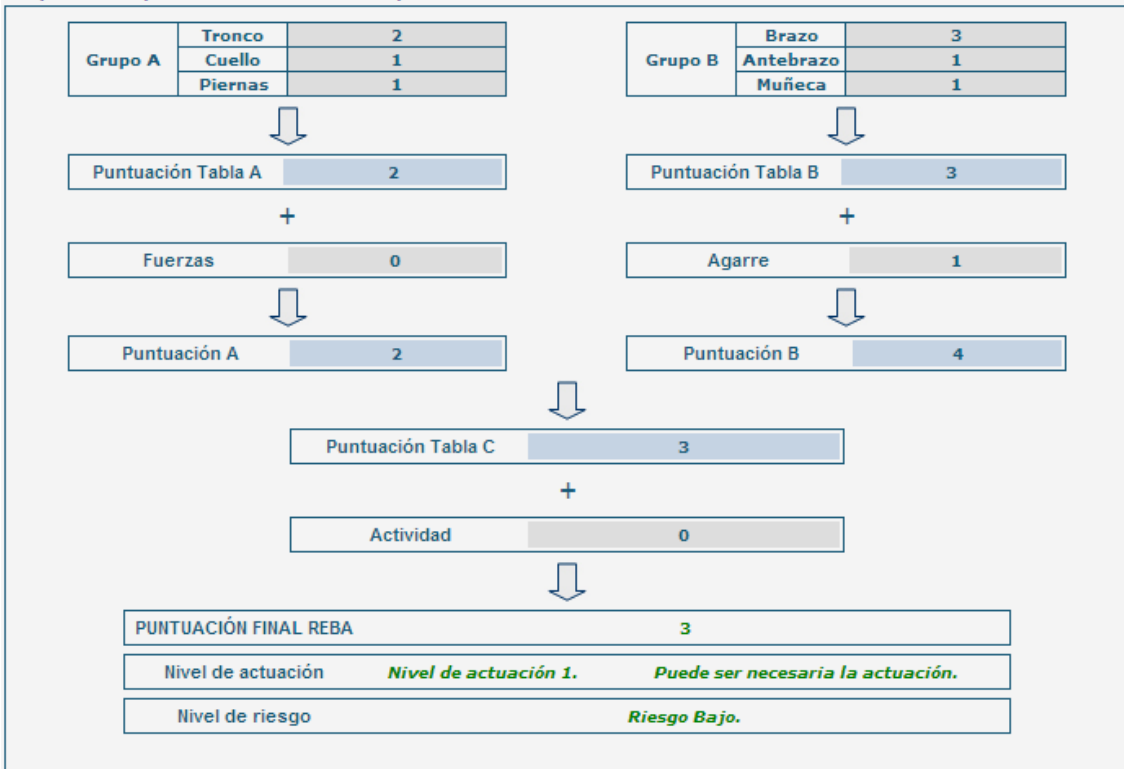 Grupo A
Tronco 2
Cuello 1
Piernas 1
Grupo B
Brazo 3
Antebrazo 1
Muñeca 1
Puntuación Tabla A 2
Puntuación Tabla B 3
+
+
Fuerzas 0
Agarre 1
Puntuación A 2
Puntuación B 4
Puntuación Tabla C 3
+
Actividad 0
PUNTUACIÓN FINAL REBA 3
Nivel de actuación Nivel de actuación 1. Puede ser necesaria la actuación.
Nivel de riesgo Riesgo Bajo.